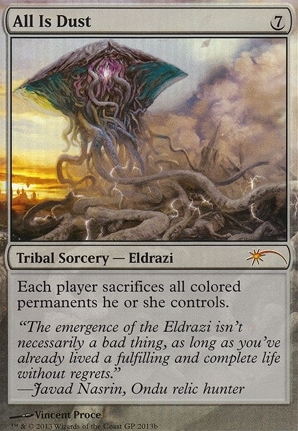 All Is Dust 7
Tribal Sorcery — Eldrazi
Each player sacrifices all colored
permanents he or she controls.
"The emergence of the Eldrazi isn't
necessarily a bad thing, as long as you've
already lived a fulfilling and complete life
without regrets."
—Javad Nasrin, Ondu relic hunter
Vincent Proce
™ & © 2013 Wizards of the Coast GP 2013b